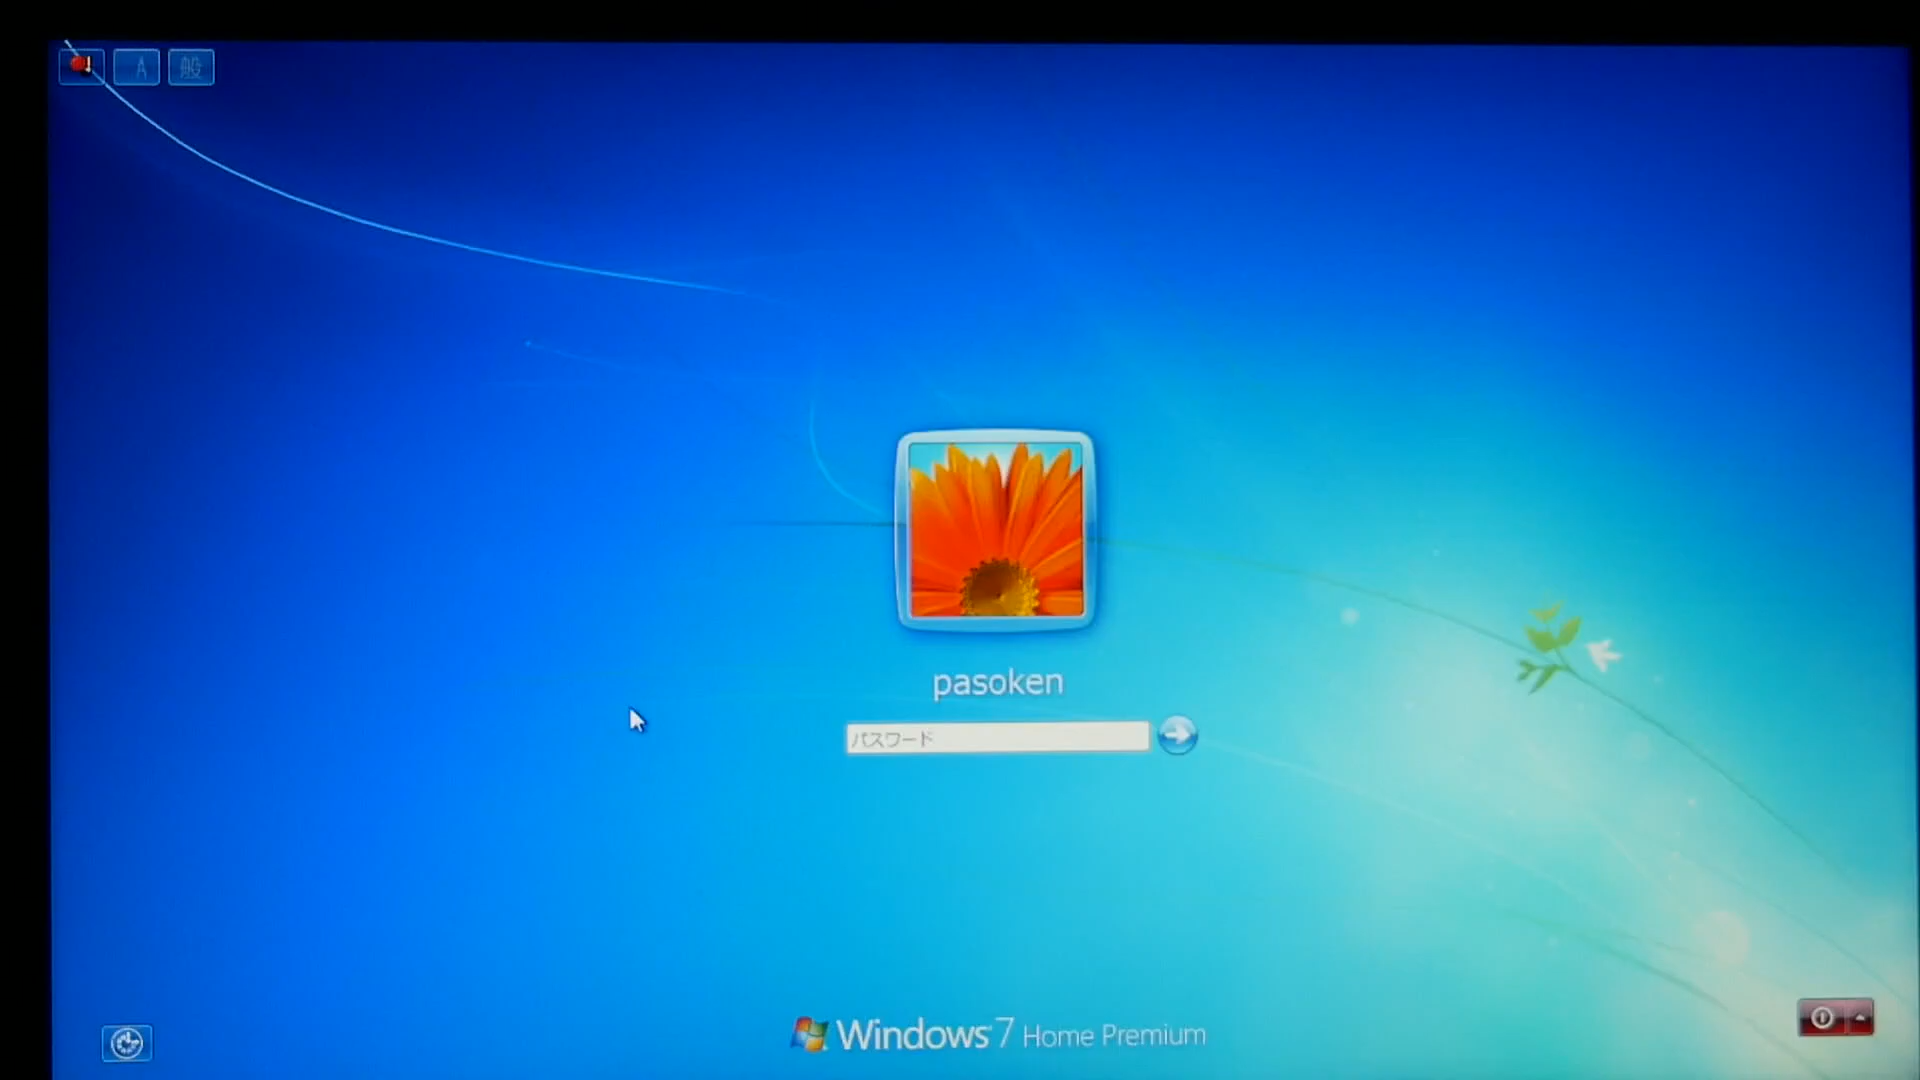 A 般
pasoken
パスワード
Windows 7 Home Premium